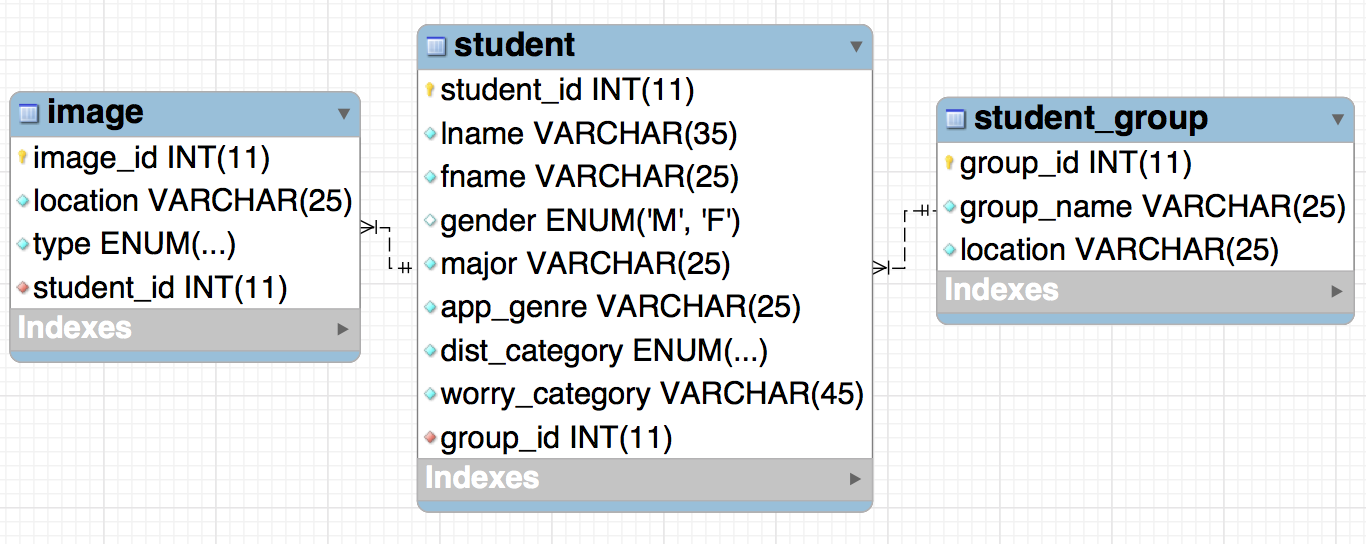 image
image_id INT(11)
location VARCHAR(25)
type ENUM(...)
student_id INT(11)
Indexes
student
student_id INT(11)
lname VARCHAR(35)
fname VARCHAR(25)
gender ENUM('M', 'F')
major VARCHAR(25)
app_genre VARCHAR(25)
dist_category ENUM(...)
worry_category VARCHAR(45)
group_id INT(11)
Indexes
student_group
group_id INT(11)
group_name VARCHAR(25)
location VARCHAR(25)
Indexes